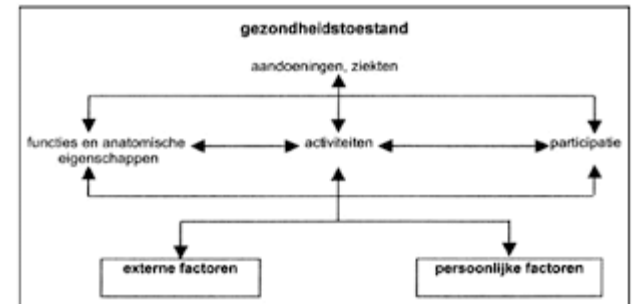 gezondheidstoestand
aandoeningen, ziekten
functies en anatomische
eigenschappen
activiteiten
participatie
externe factoren
persoonlijke factoren